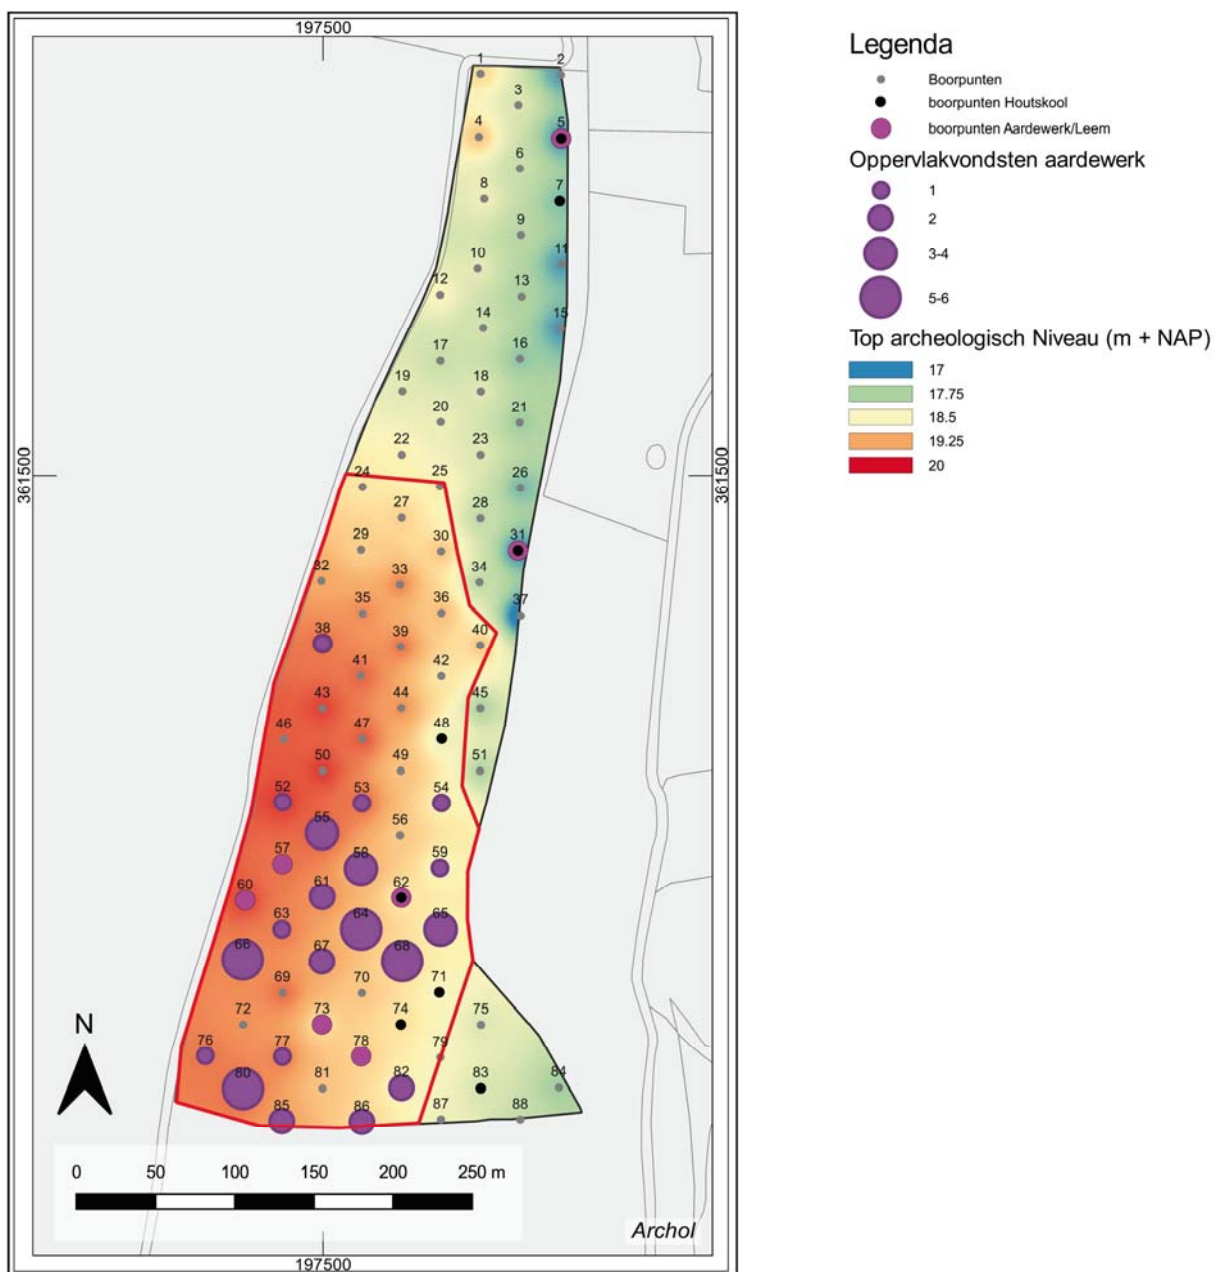 197500
1 2
3
4 5
6
8 7
9
10 11
12 13
14 15
17 16
19 18
20 21
22 23
361500
361500
24 25 26
27 28
29 30 31
32 33 34
35 36 37
38 39 40
41 42
43 44 45
46 47 48
50 49 51
52 53 54
55 56
57 58 59
60 61 62
63 64 65
66 67 68
69 70 71
72 73 74 75
76 77 78 79
80 81 82 83 84
85 86 87 88
N
0 50 100 150 200 250 m
Archol
197500
Legenda
Boorpunten
boorpunten Houtskool
boorpunten Aardewerk/Leem
Oppervlakvondsten aardewerk
1
2
3-4
5-6
Top archeologisch Niveau (m + NAP)
17
17.75
18.5
19.25
20